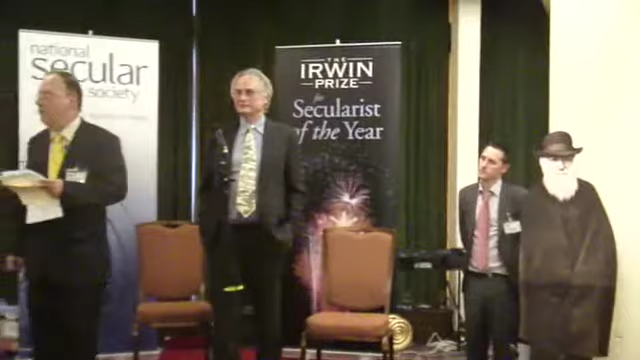 national
secular
society
THE
IRWIN
PRIZE
for
Secularist
of the Year